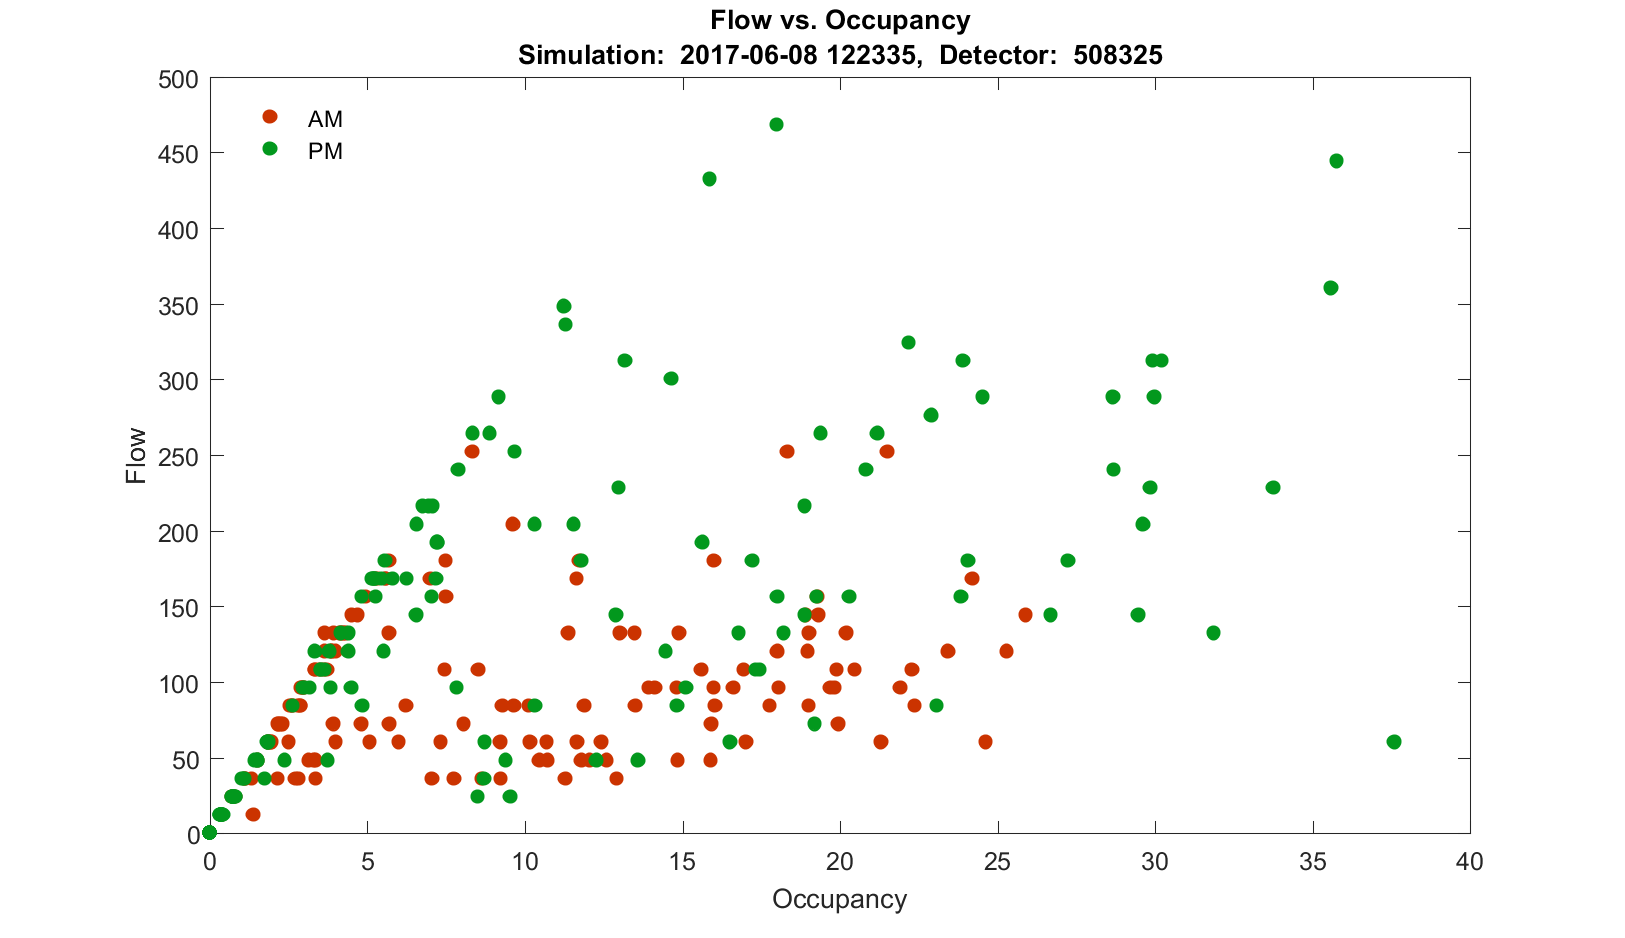 Flow vs. Occupancy
Simulation:  2017-06-08 122335,  Detector:  508325
500
450
400
350
300
250
200
150
100
50
0
AM
PM
Flow
0 5 10 15 20 25 30 35 40
Occupancy